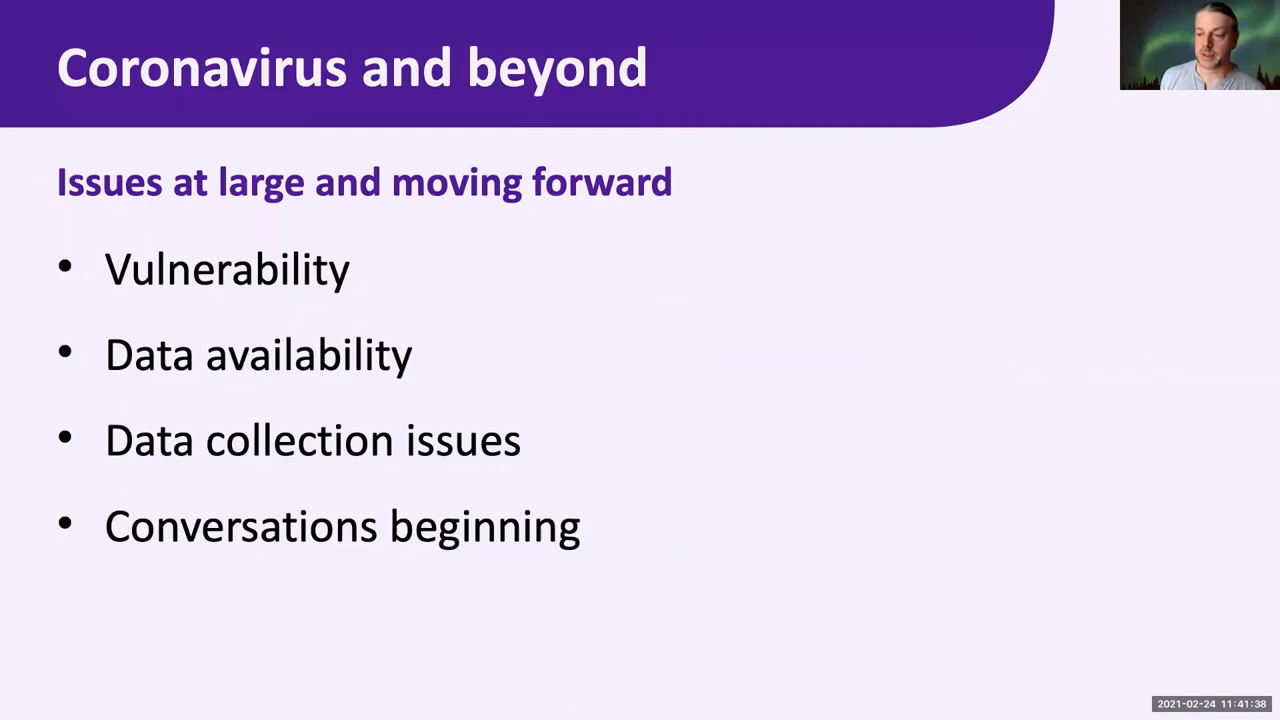 Coronavirus and beyond
Issues at large and moving forward
• Vulnerability
• Data availability
• Data collection issues
• Conversations beginning
2021-02-24 11:41:38